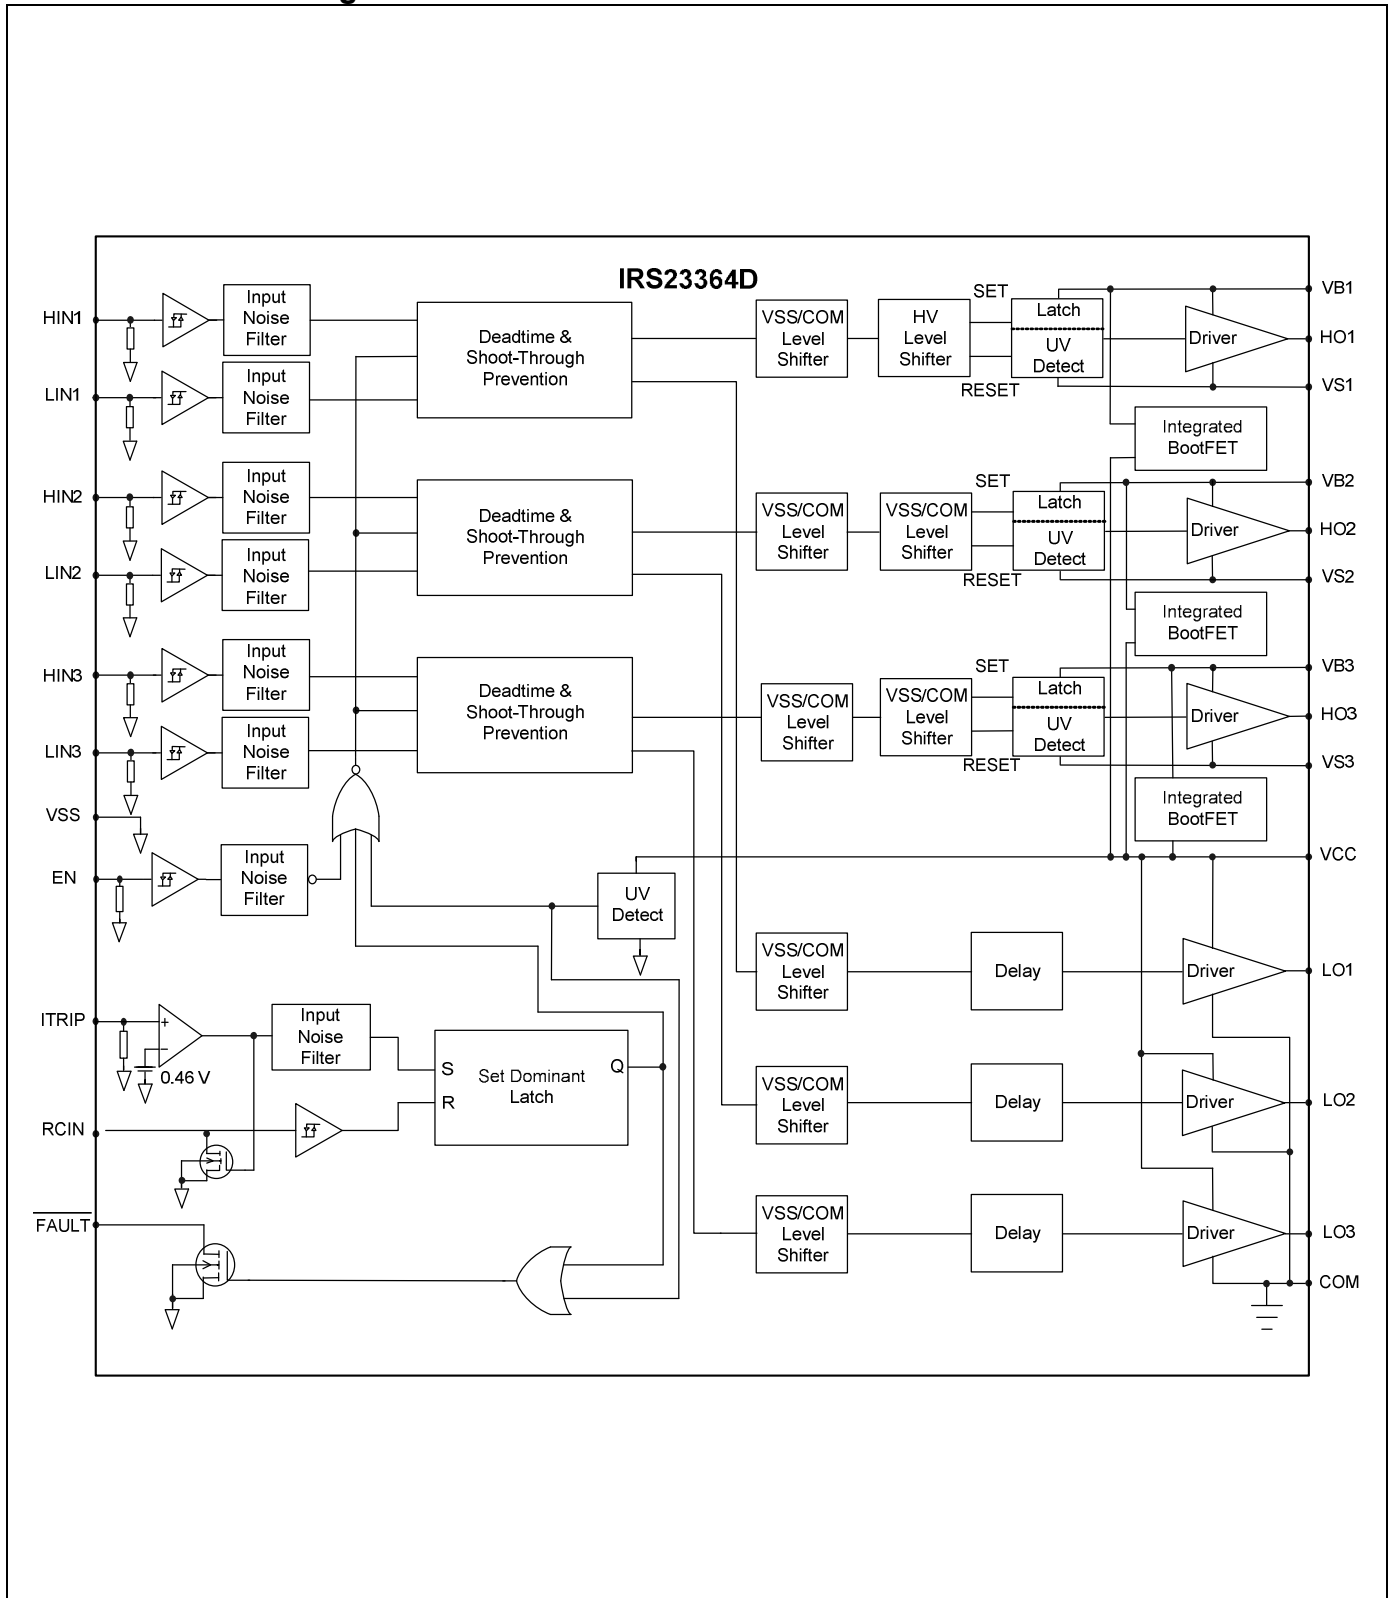 IRS23364D
HIN1
Input
Noise
Filter
LIN1
Input
Noise
Filter
Deadtime &
Shoot-Through
Prevention
VSS/COM
Level
Shifter
HV
Level
Shifter
SET
Latch
UV
Detect
RESET
Driver
VB1
HO1
VS1
Integrated
BootFET
HIN2
Input
Noise
Filter
LIN2
Input
Noise
Filter
Deadtime &
Shoot-Through
Prevention
VSS/COM
Level
Shifter
VSS/COM
Level
Shifter
SET
Latch
UV
Detect
RESET
Driver
VB2
HO2
VS2
Integrated
BootFET
HIN3
Input
Noise
Filter
LIN3
Input
Noise
Filter
Deadtime &
Shoot-Through
Prevention
VSS/COM
Level
Shifter
VSS/COM
Level
Shifter
SET
Latch
UV
Detect
RESET
Driver
VB3
HO3
VS3
Integrated
BootFET
VSS
VCC
EN
Input
Noise
Filter
UV
Detect
VSS/COM
Level
Shifter
Delay
Driver
LO1
ITRIP
+
−
0.46 V
Input
Noise
Filter
S
R
Set Dominant
Latch
Q
VSS/COM
Level
Shifter
Delay
Driver
LO2
RCIN
FAULT
VSS/COM
Level
Shifter
Delay
Driver
LO3
COM